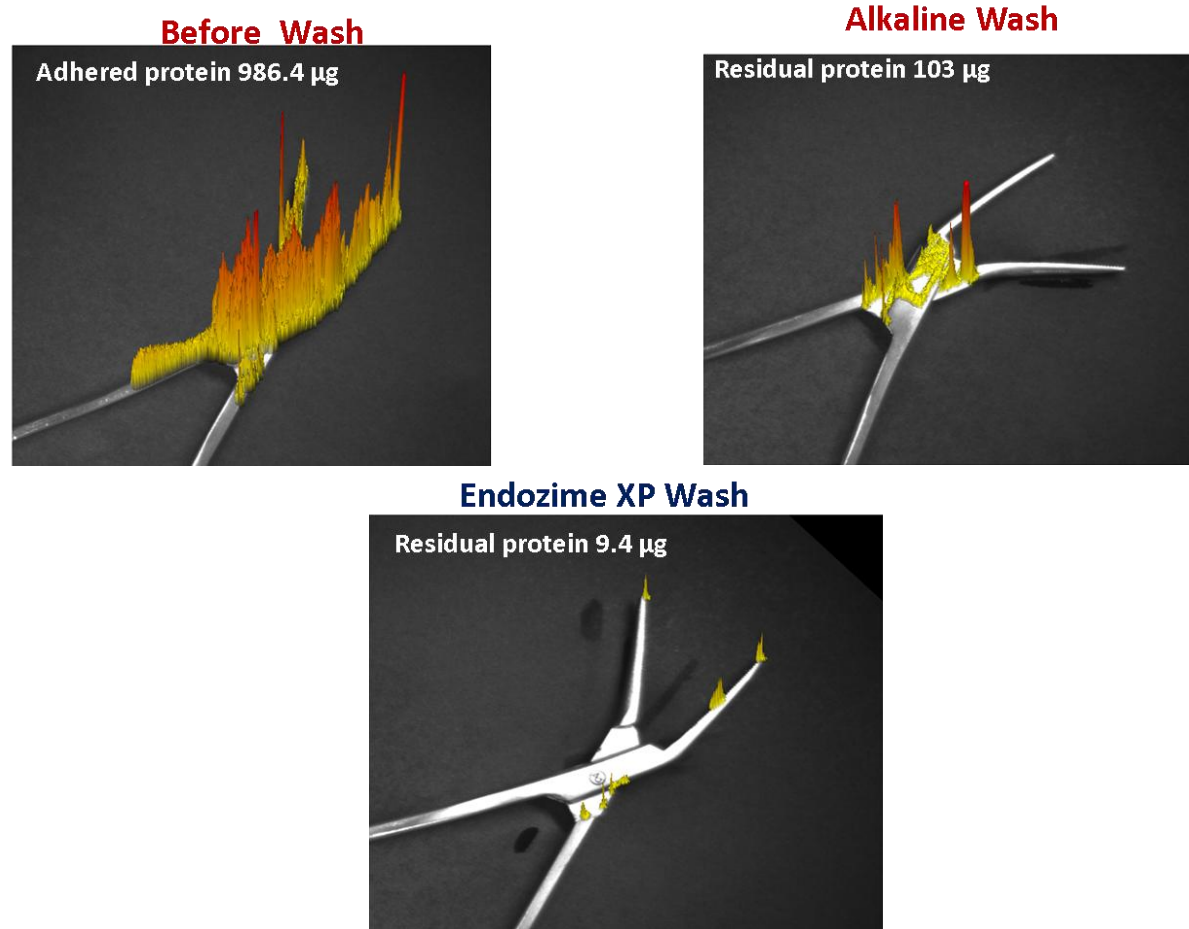 Before Wash
Adhered protein 986.4 µg
Alkaline Wash
Residual protein 103 µg
Endozime XP Wash
Residual protein 9.4 µg